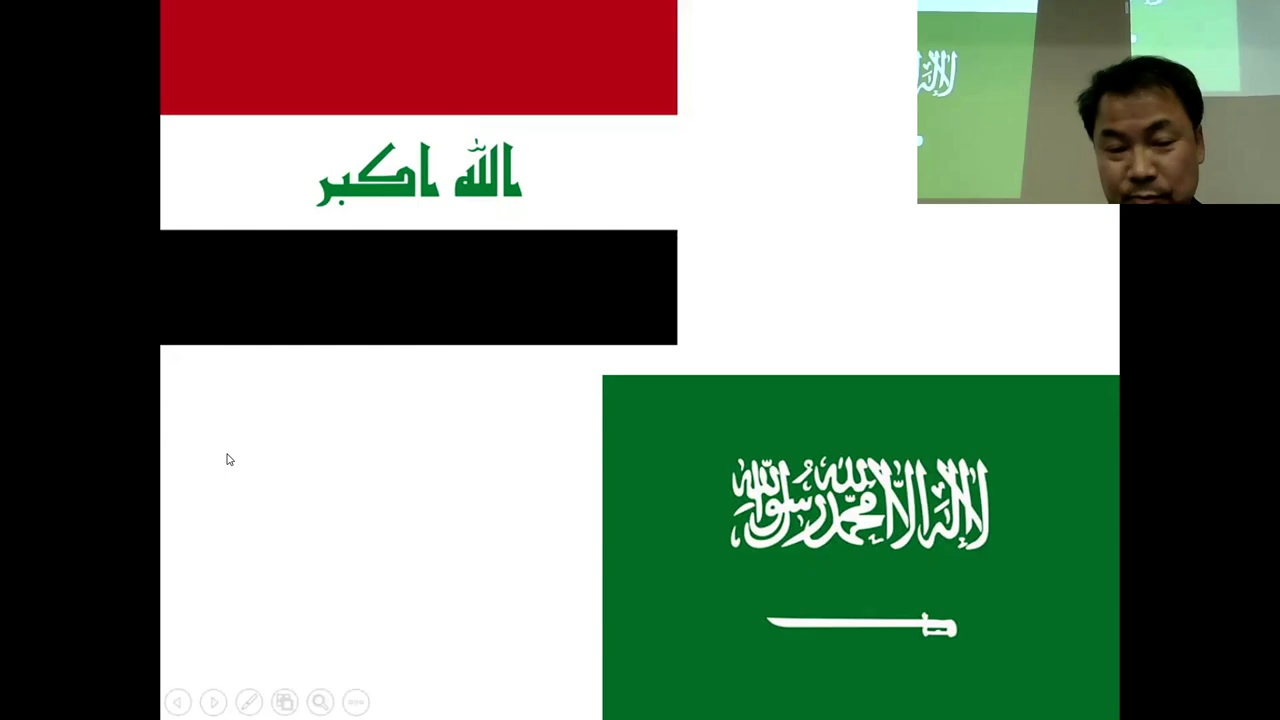 الله اكبر
لا إله إلا الله محمد رسول الله